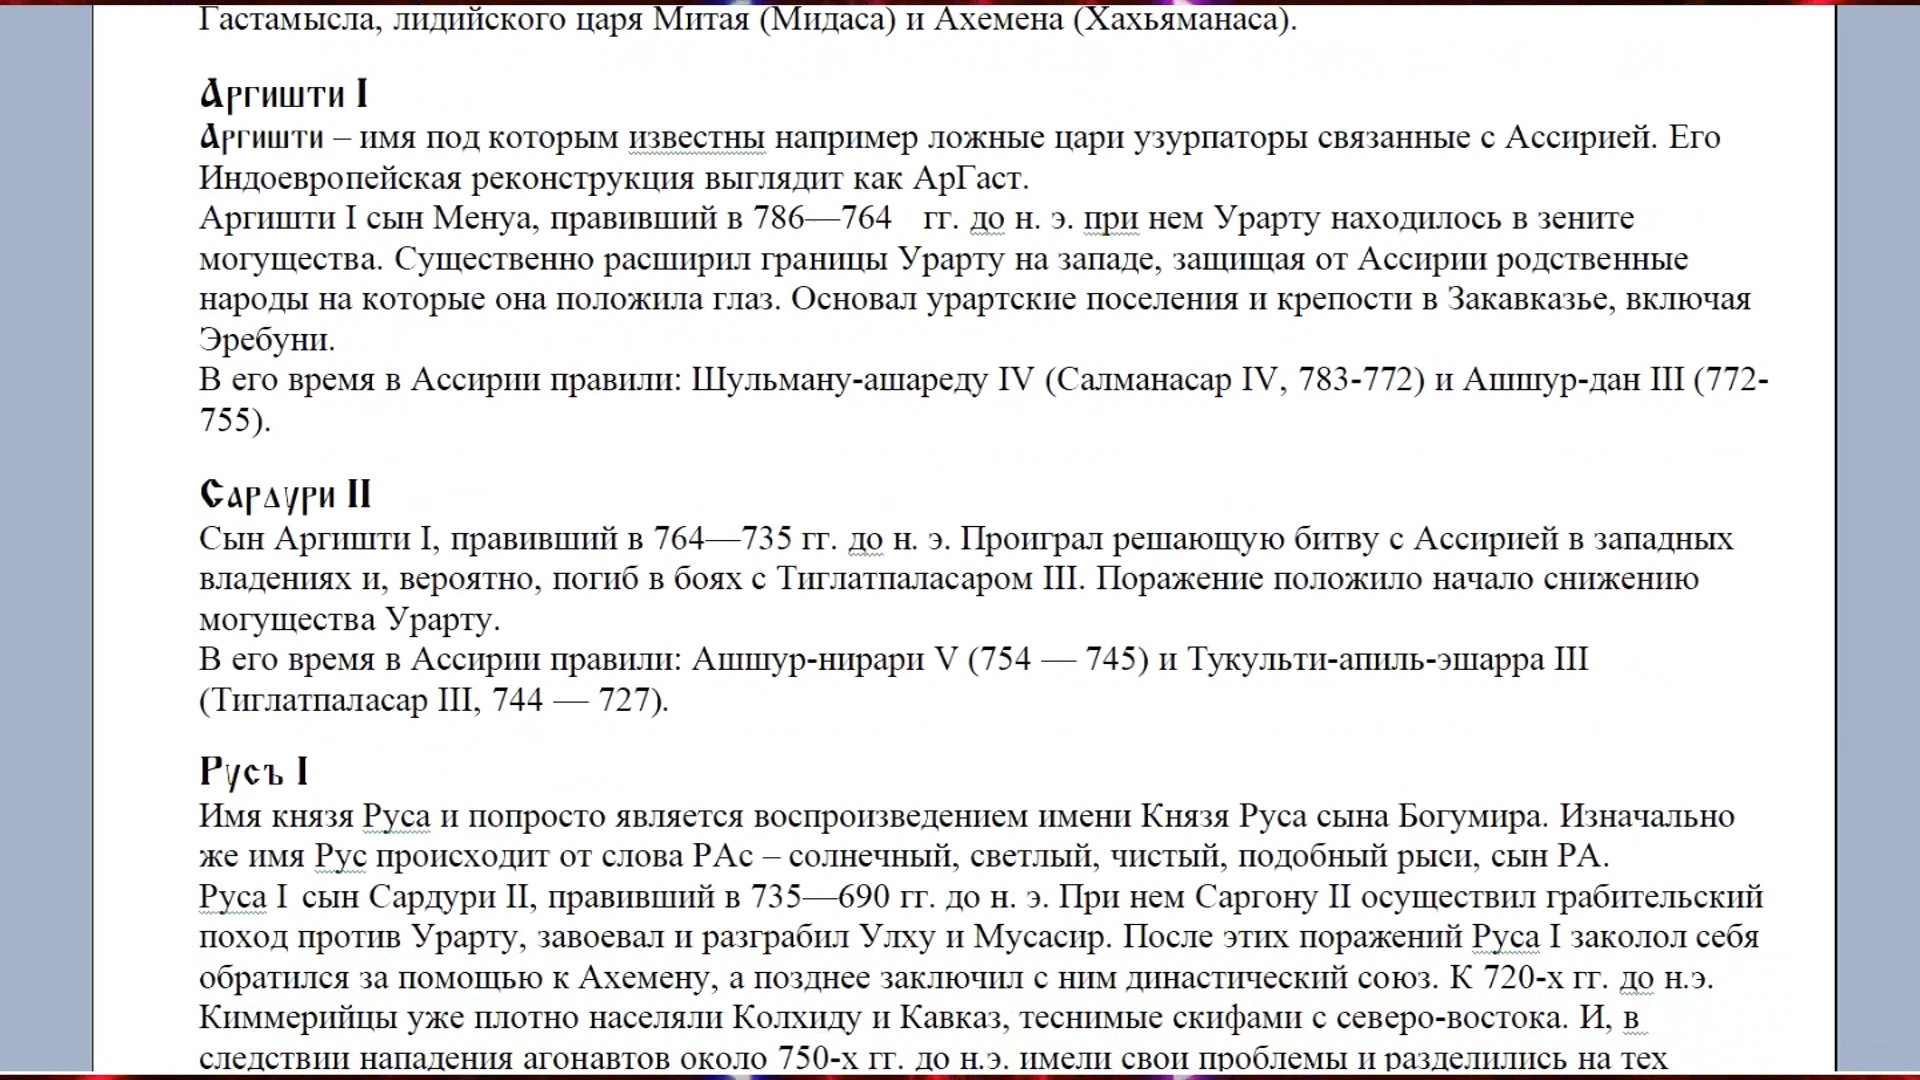 Гастамысла, лидийского царя Митая (Мидаса) и Ахемена (Хахьяманаса).
Аргишти I
Аргишти – имя под которым известны например ложные цари узурпаторы связанные с Ассирией. Его
Индоевропейская реконструкция выглядит как АрГаст.
Аргишти I сын Менуа, правивший в 786—764 гг. до н. э. при нем Урарту находилось в зените
могущества. Существенно расширил границы Урарту на западе, защищая от Ассирии родственные
народы на которые она положила глаз. Основал урартские поселения и крепости в Закавказье, включая
Эребуни.
В его время в Ассирии правили: Шульману-ашареду IV (Салманасар IV, 783-772) и Ашшур-дан III (772-
755).
Сардури II
Сын Аргишти I, правивший в 764—735 гг. до н. э. Проиграл решающую битву с Ассирией в западных
владениях и, вероятно, погиб в боях с Тиглатпаласаром III. Поражение положило начало снижению
могущества Урарту.
В его время в Ассирии правили: Ашшур-нирари V (754 — 745) и Тукульти-апиль-эшарра III
(Тиглатпаласар III, 744 — 727).
Русъ I
Имя князя Руса и попросто является воспроизведением имени Князя Руса сына Богумира. Изначально
же имя Рус происходит от слова РАс – солнечный, светлый, чистый, подобный рыси, сын РА.
Руса I сын Сардури II, правивший в 735—690 гг. до н. э. При нем Саргону II осуществил грабительский
поход против Урарту, завоевал и разграбил Улху и Мусасир. После этих поражений Руса I заколол себя
обратился за помощью к Ахемену, а позднее заключил с ним династический союз. К 720-х гг. до н.э.
Киммерийцы уже плотно населяли Колхиду и Кавказ, теснимые скифами с северо-востока. И, в
следствии нападения агонавтов около 750-х гг. до н.э. имели свои проблемы и разделились на тех